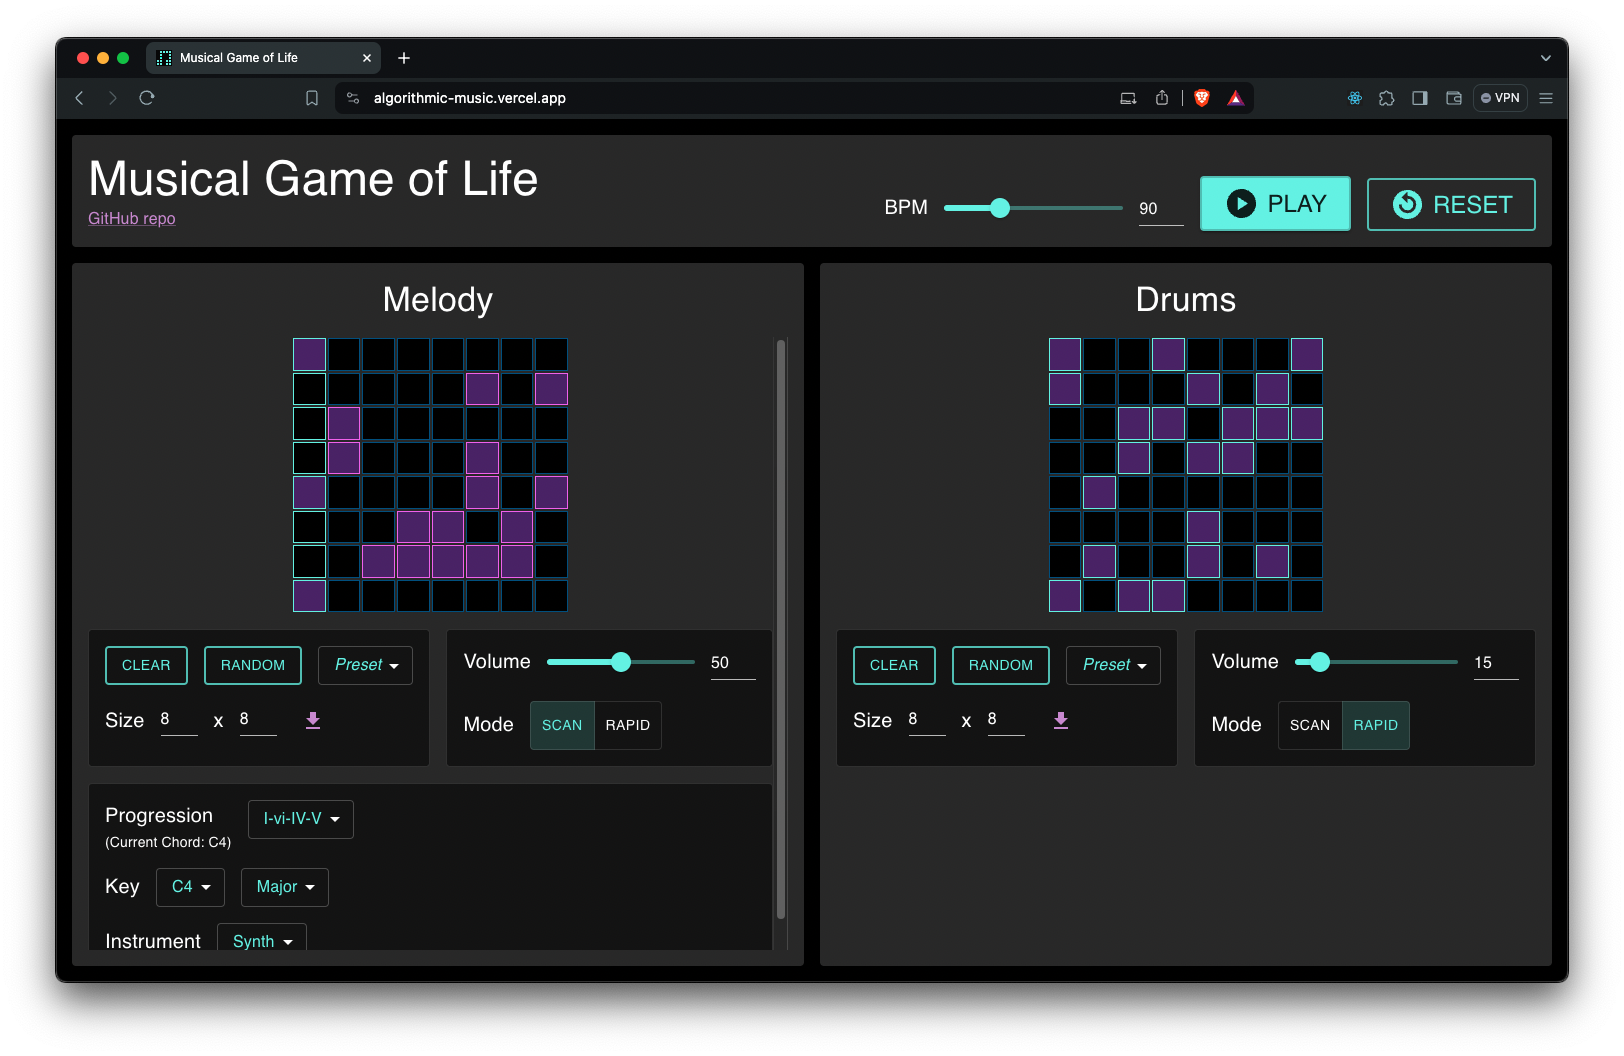 Musical Game of Life
algorithmic-music.vercel.app
VPN
Musical Game of Life
GitHub repo
BPM
90
PLAY
RESET
Melody
CLEAR
RANDOM
Preset
Size 8 x 8
Volume
50
Mode
SCAN
RAPID
Progression
I-vi-IV-V
(Current Chord: C4)
Key
C4
Major
Instrument
Synth
Drums
CLEAR
RANDOM
Preset
Size 8 x 8
Volume
15
Mode
SCAN
RAPID